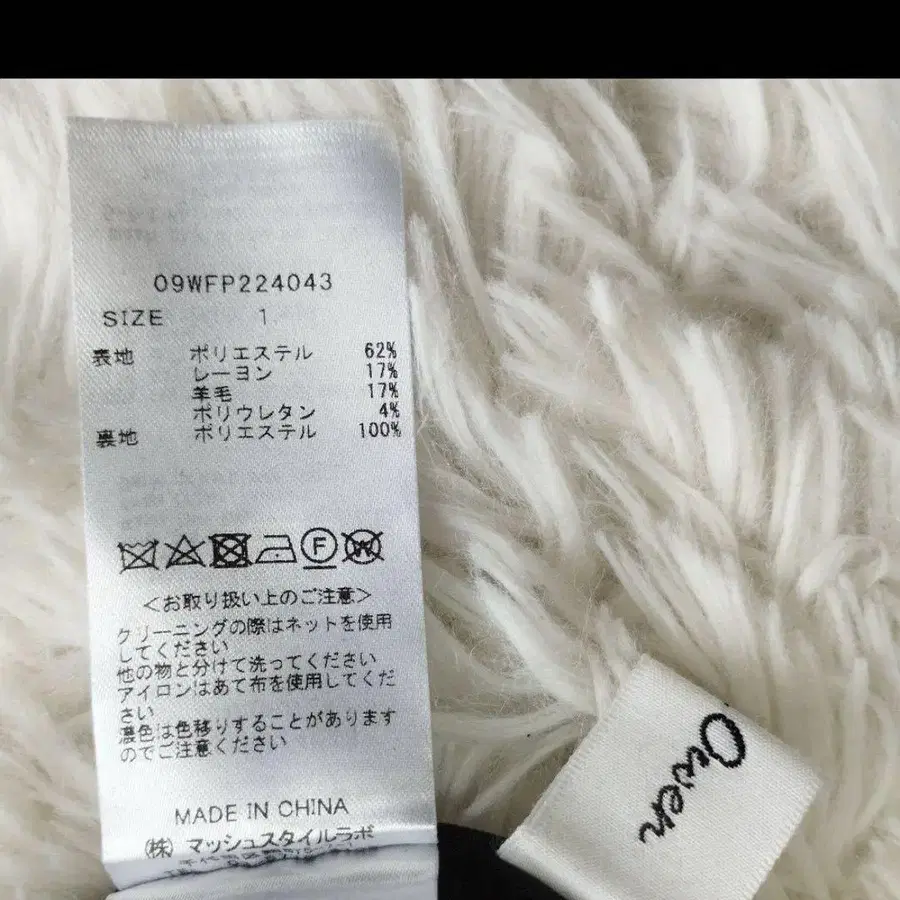 09WFP224043
SIZE 1
表地 ポリエステル 62%
レーヨン 17%
羊毛 17%
ポリウレタン 4%
裏地 ポリエステル 100%
F
W
<お取り扱い上のご注意>
クリーニングの際はネットを使用
してください
他の物と分けて洗ってください
アイロンはあて布を使用してくだ
さい
濃色は色移りすることがあります
のでご注意ください
MADE IN CHINA
(株) マッシュスタイルラボ
Owen